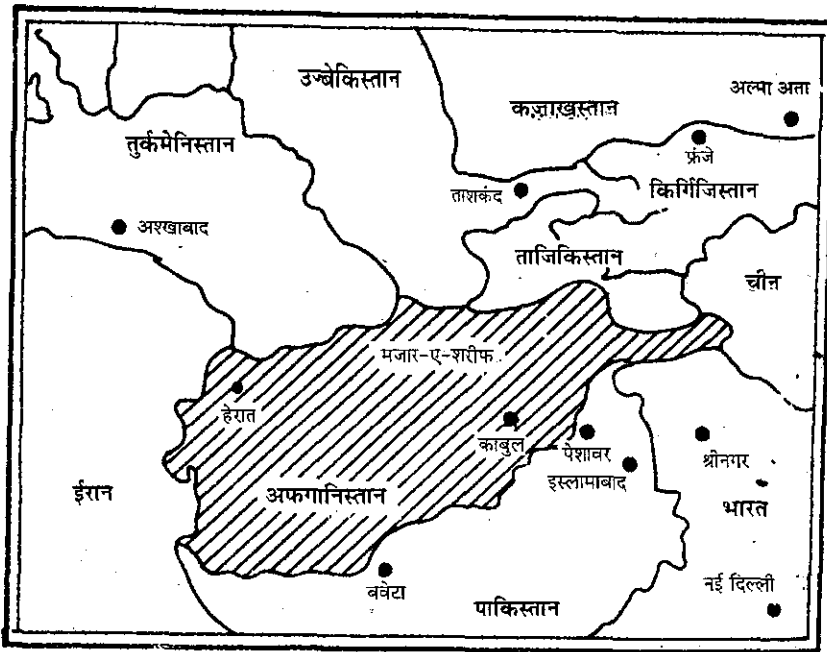 उज्बेकिस्तान
कज़ाखस्तान
अल्मा अता
तुर्कमेनिस्तान
फ्रंजे
ताशकंद
किर्गिजिस्तान
अश्खाबाद
ताजिकिस्तान
चीन
मजार-ए-शरीफ
हेरात
काबुल
पेशावर
श्रीनगर
इस्लामाबाद
ईरान
अफगानिस्तान
भारत
क्वेटा
नई दिल्ली
पाकिस्तान